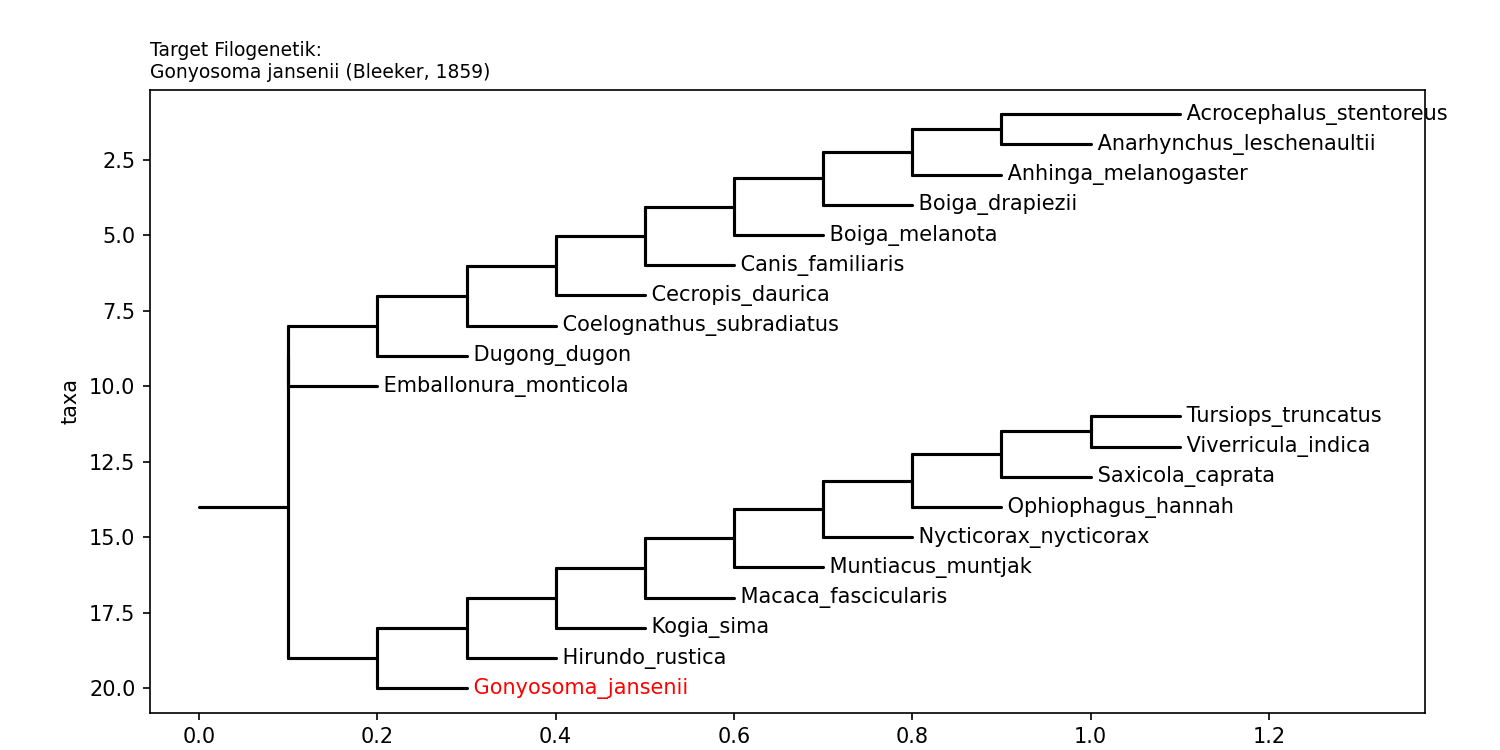 Target Filogenetik:
Gonyosoma jansenii (Bleeker, 1859)
Acrocephalus_stentoreus
Anarhynchus_leschenaultii
2.5
Anhinga_melanogaster
Boiga_drapiezii
5.0
Boiga_melanota
Canis_familiaris
Cecropis_daurica
7.5
Coelognathus_subradiatus
Dugong_dugon
10.0
Emballonura_monticola
taxa
Tursiops_truncatus
Viverricula_indica
12.5
Saxicola_caprata
Ophiophagus_hannah
15.0
Nycticorax_nycticorax
Muntiacus_muntjak
Macaca_fascicularis
17.5
Kogia_sima
Hirundo_rustica
20.0
Gonyosoma_jansenii
0.0 0.2 0.4 0.6 0.8 1.0 1.2